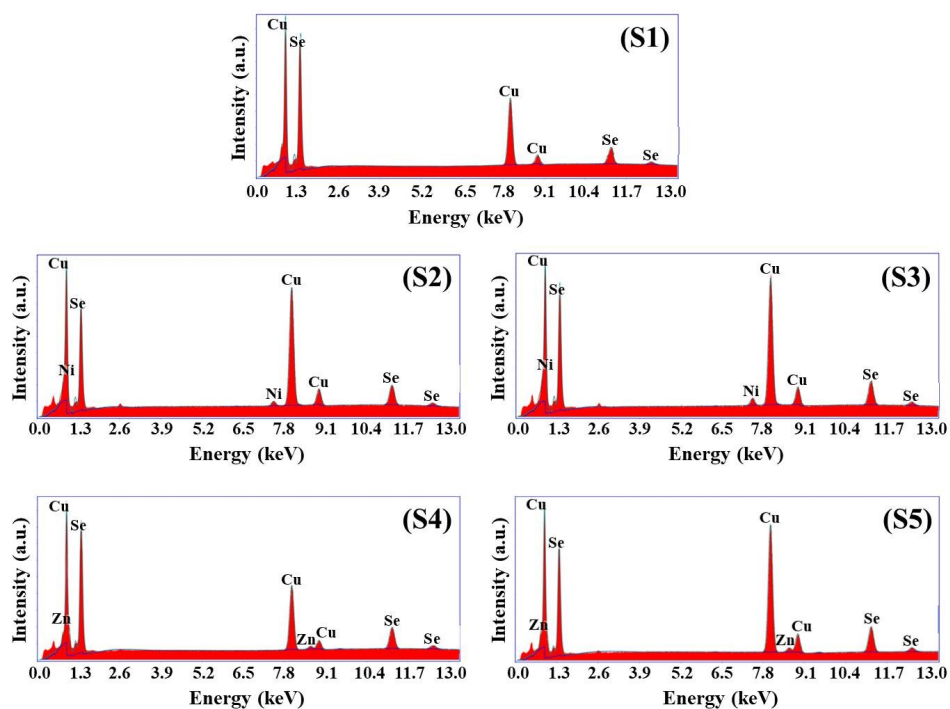 (S1)
Cu
Se
Cu
Cu
Se
Se
Intensity (a.u.)
0.0 1.3 2.6 3.9 5.2 6.5 7.8 9.1 10.4 11.7 13.0
Energy (keV)
(S2)
Cu
Se
Ni
Ni
Cu
Cu
Se
Se
Intensity (a.u.)
0.0 1.3 2.6 3.9 5.2 6.5 7.8 9.1 10.4 11.7 13.0
Energy (keV)
(S3)
Cu
Se
Ni
Ni
Cu
Cu
Se
Se
Intensity (a.u.)
0.0 1.3 2.6 3.9 5.2 6.5 7.8 9.1 10.4 11.7 13.0
Energy (keV)
(S4)
Cu
Se
Zn
Cu
Zn
Cu
Se
Se
Intensity (a.u.)
0.0 1.3 2.6 3.9 5.2 6.5 7.8 9.1 10.4 11.7 13.0
Energy (keV)
(S5)
Cu
Se
Zn
Cu
Zn
Cu
Se
Se
Intensity (a.u.)
0.0 1.3 2.6 3.9 5.2 6.5 7.8 9.1 10.4 11.7 13.0
Energy (keV)